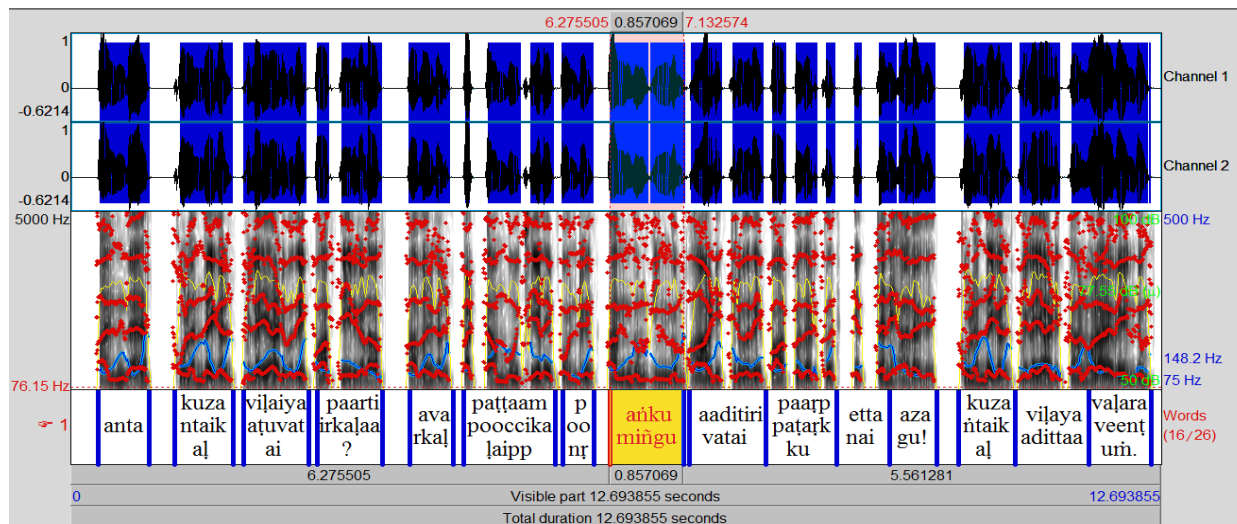 6.275505 0.857069 7.132574
1
0
-0.6214
Channel 1
1
0
-0.6214
Channel 2
5000 Hz
76.15 Hz
500 Hz
148.2 Hz
75 Hz
50 dB
☞ 1
anta
kuza
ntaik
aḷ
viḷaiya
aṭuvat
ai
paarti
irkaḷaa
?
ava
rkaḷ
paṭṭaam
pooccika
ḷaipp
p
oo
nṛ
aṅku
miñgu
aaditiri
vatai
paaṛp
paṭaṛk
ku
etta
nai
aza
gu!
kuza
ṅtaik
aḷ
viḷaya
adittaa
vaḷara
veenṭ
um.
Words
(16/26)
6.275505 0.857069 5.561281
0 Visible part 12.693855 seconds 12.693855
Total duration 12.693855 seconds